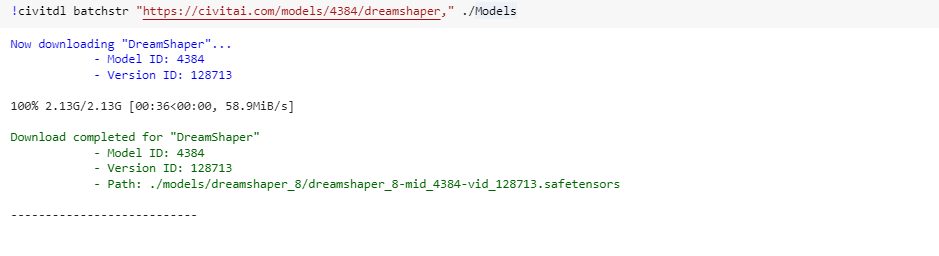 !civitdl batchstr "https://civitai.com/models/4384/dreamshaper," ./Models
Now downloading "DreamShaper"...
- Model ID: 4384
- Version ID: 128713
100% 2.13G/2.13G [00:36<00:00, 58.9MiB/s]
Download completed for "DreamShaper"
- Model ID: 4384
- Version ID: 128713
- Path: ./models/dreamshaper_8/dreamshaper_8-mid_4384-vid_128713.safetensors
---------------------------